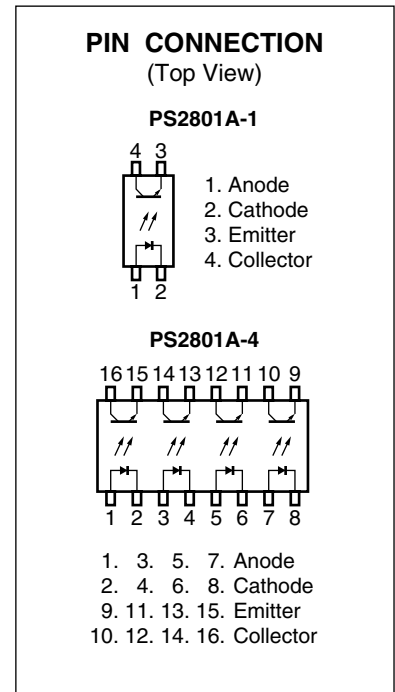 PIN CONNECTION
(Top View)
PS2801A-1
4 3
1. Anode
2. Cathode
3. Emitter
4. Collector
1 2
PS2801A-4
16 15 14 13 12 11 10 9
1 2 3 4 5 6 7 8
1. 3. 5. 7. Anode
2. 4. 6. 8. Cathode
9. 11. 13. 15. Emitter
10. 12. 14. 16. Collector